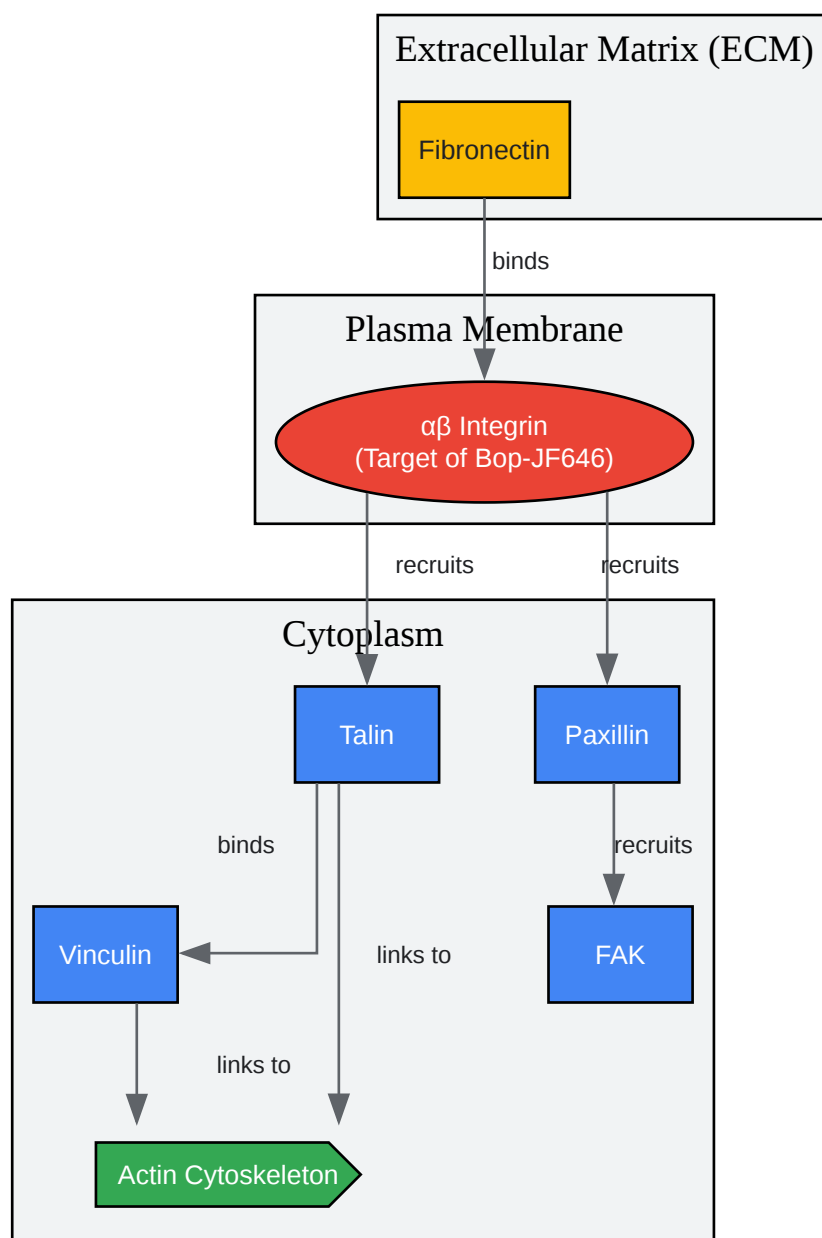 Extracellular Matrix (ECM)
Fibronectin
binds
Plasma Membrane
αβ Integrin
(Target of Bop-JF646)
recruits
recruits
Cytoplasm
Talin
Paxillin
binds
recruits
Vinculin
links to
FAK
links to
Actin Cytoskeleton